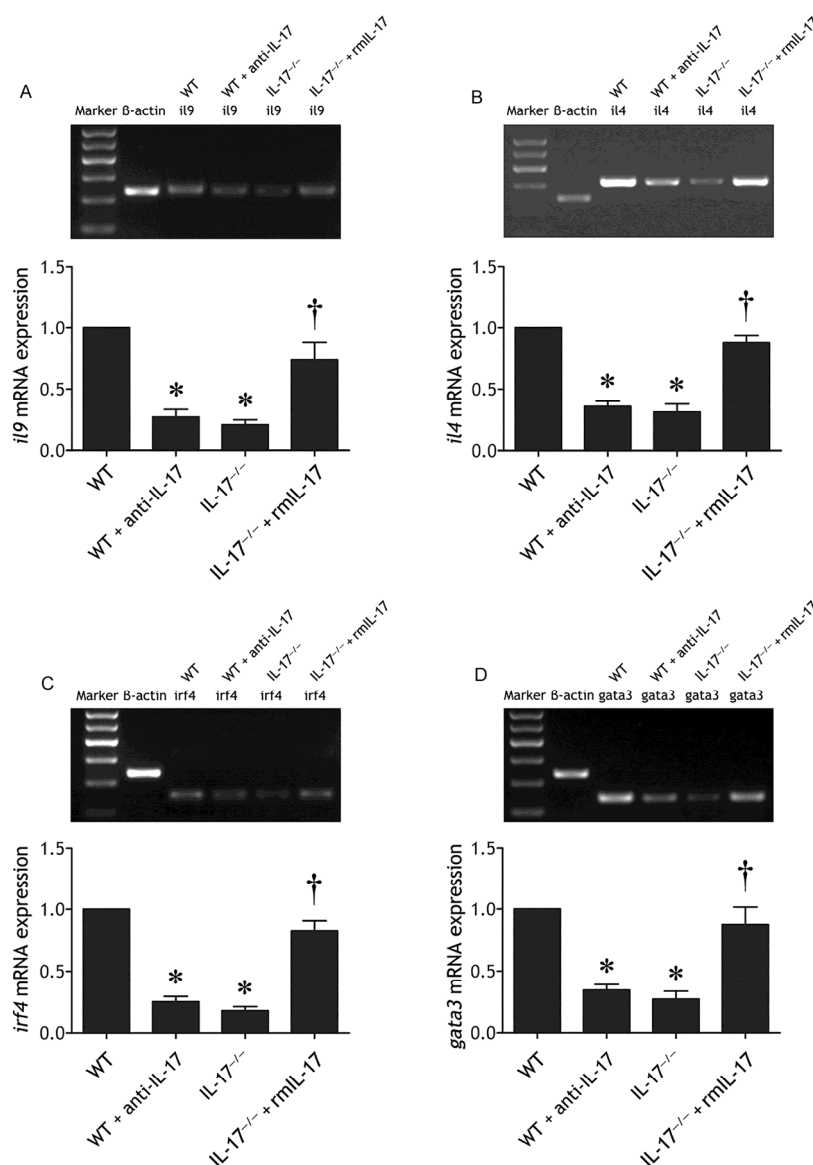 A
WT
WT + anti-IL-17
IL-17⁻/⁻
IL-17⁻/⁻ + rmIL-17
Marker ß-actin il9 il9 il9 il9
1.5
1.0
0.5
0.0
il9 mRNA expression
* * †
WT
WT + anti-IL-17
IL-17⁻/⁻
IL-17⁻/⁻ + rmIL-17
B
WT
WT + anti-IL-17
IL-17⁻/⁻
IL-17⁻/⁻ + rmIL-17
Marker ß-actin il4 il4 il4 il4
1.5
1.0
0.5
0.0
il4 mRNA expression
* * †
WT
WT + anti-IL-17
IL-17⁻/⁻
IL-17⁻/⁻ + rmIL-17
C
WT
WT + anti-IL-17
IL-17⁻/⁻
IL-17⁻/⁻ + rmIL-17
Marker ß-actin irf4 irf4 irf4 irf4
1.5
1.0
0.5
0.0
irf4 mRNA expression
* * †
WT
WT + anti-IL-17
IL-17⁻/⁻
IL-17⁻/⁻ + rmIL-17
D
WT
WT + anti-IL-17
IL-17⁻/⁻
IL-17⁻/⁻ + rmIL-17
Marker ß-actin gata3 gata3 gata3 gata3
1.5
1.0
0.5
0.0
gata3 mRNA expression
* * †
WT
WT + anti-IL-17
IL-17⁻/⁻
IL-17⁻/⁻ + rmIL-17